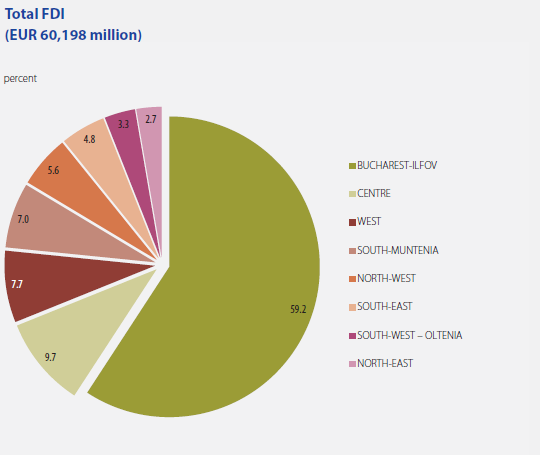 Total FDI
(EUR 60,198 million)
percent
2.7
3.3
4.8
5.6
7.0
7.7
9.7
59.2
BUCHAREST-ILFOV
CENTRE
WEST
SOUTH-MUNTENIA
NORTH-WEST
SOUTH-EAST
SOUTH-WEST – OLTENIA
NORTH-EAST